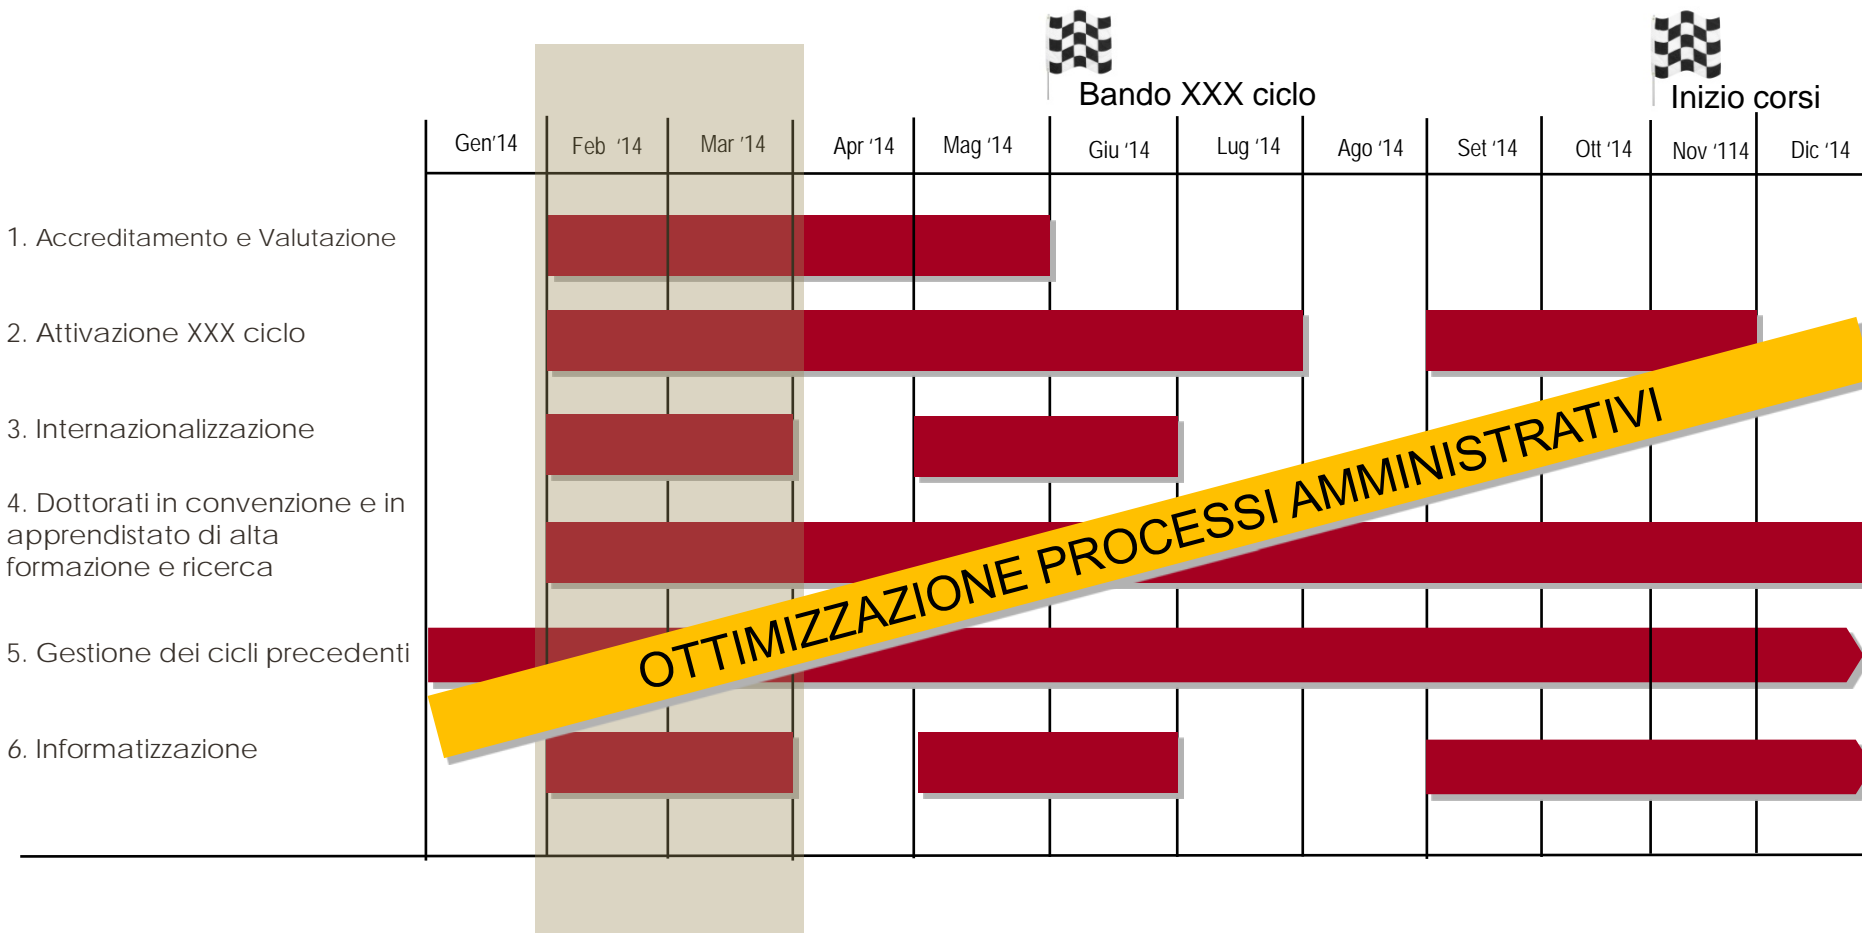 Bando XXX ciclo
Inizio corsi
Gen'14
Feb ‘14
Mar ‘14
Apr ‘14
Mag ‘14
Giu ‘14
Lug ‘14
Ago ‘14
Set ‘14
Ott ‘14
Nov ‘114
Dic ‘14
1. Accreditamento e Valutazione
2. Attivazione XXX ciclo
3. Internazionalizzazione
4. Dottorati in convenzione e in
apprendistato di alta
formazione e ricerca
5. Gestione dei cicli precedenti
6. Informatizzazione
OTTIMIZZAZIONE PROCESSI AMMINISTRATIVI